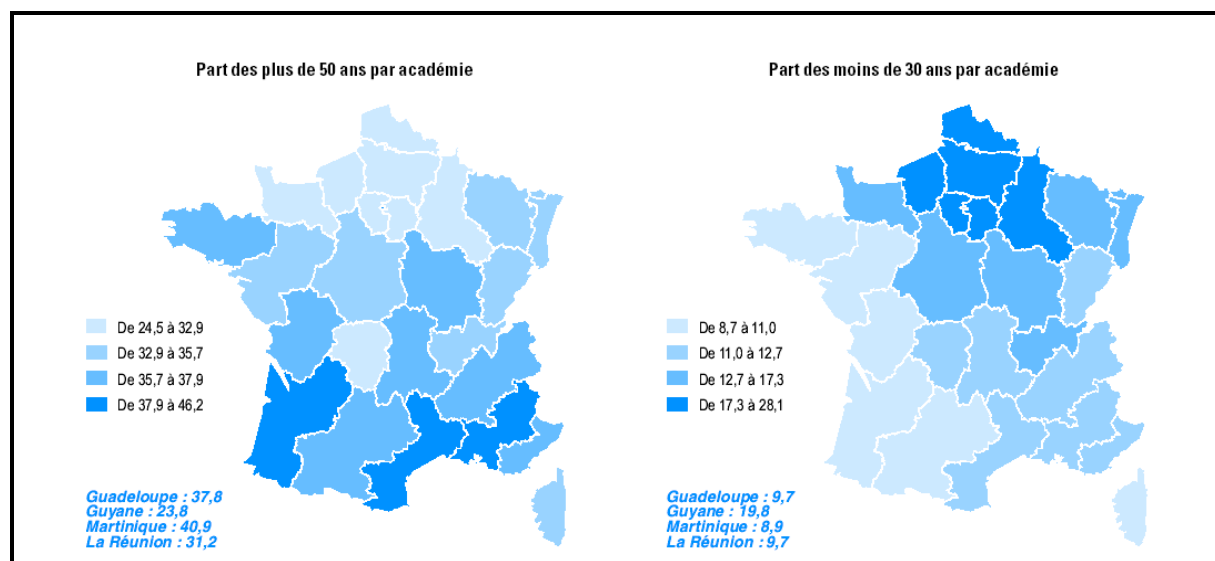 Part des plus de 50 ans par académie
De 24,5 à 32,9
De 32,9 à 35,7
De 35,7 à 37,9
De 37,9 à 46,2
Guadeloupe : 37,8
Guyane : 23,8
Martinique : 40,9
La Réunion : 31,2
Part des moins de 30 ans par académie
De 8,7 à 11,0
De 11,0 à 12,7
De 12,7 à 17,3
De 17,3 à 28,1
Guadeloupe : 9,7
Guyane : 19,8
Martinique : 8,9
La Réunion : 9,7